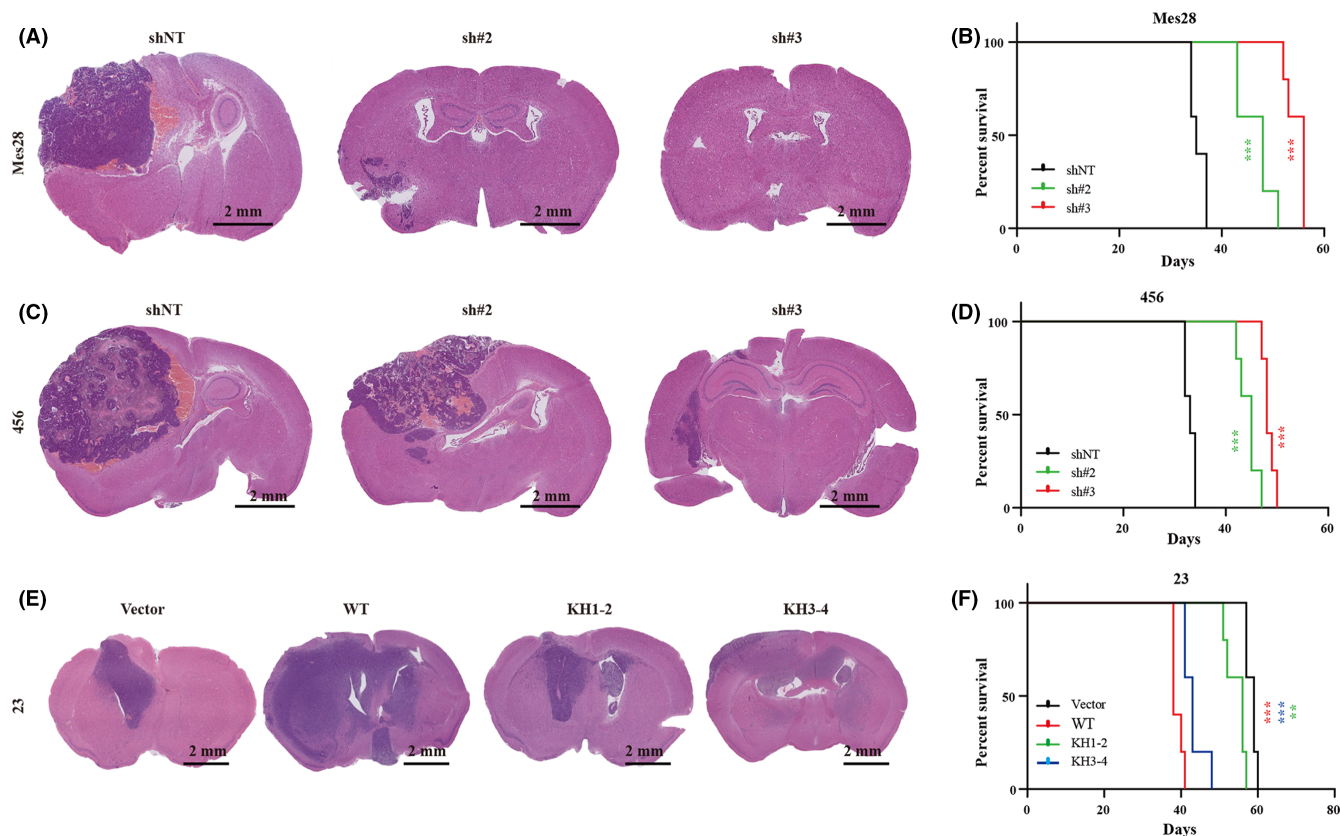 (A)
shNT
sh#2
sh#3
Mes28
2 mm
2 mm
2 mm
(B)
Mes28
Percent survival
100
50
0
shNT
sh#2
sh#3
***
***
0
20
40
60
Days
(C)
shNT
sh#2
sh#3
456
2 mm
2 mm
2 mm
(D)
456
Percent survival
100
50
0
shNT
sh#2
sh#3
***
***
0
20
40
60
Days
(E)
Vector
WT
KH1-2
KH3-4
23
2 mm
2 mm
2 mm
2 mm
(F)
23
Percent survival
100
50
0
Vector
WT
KH1-2
KH3-4
***
***
**
0
20
40
60
80
Days